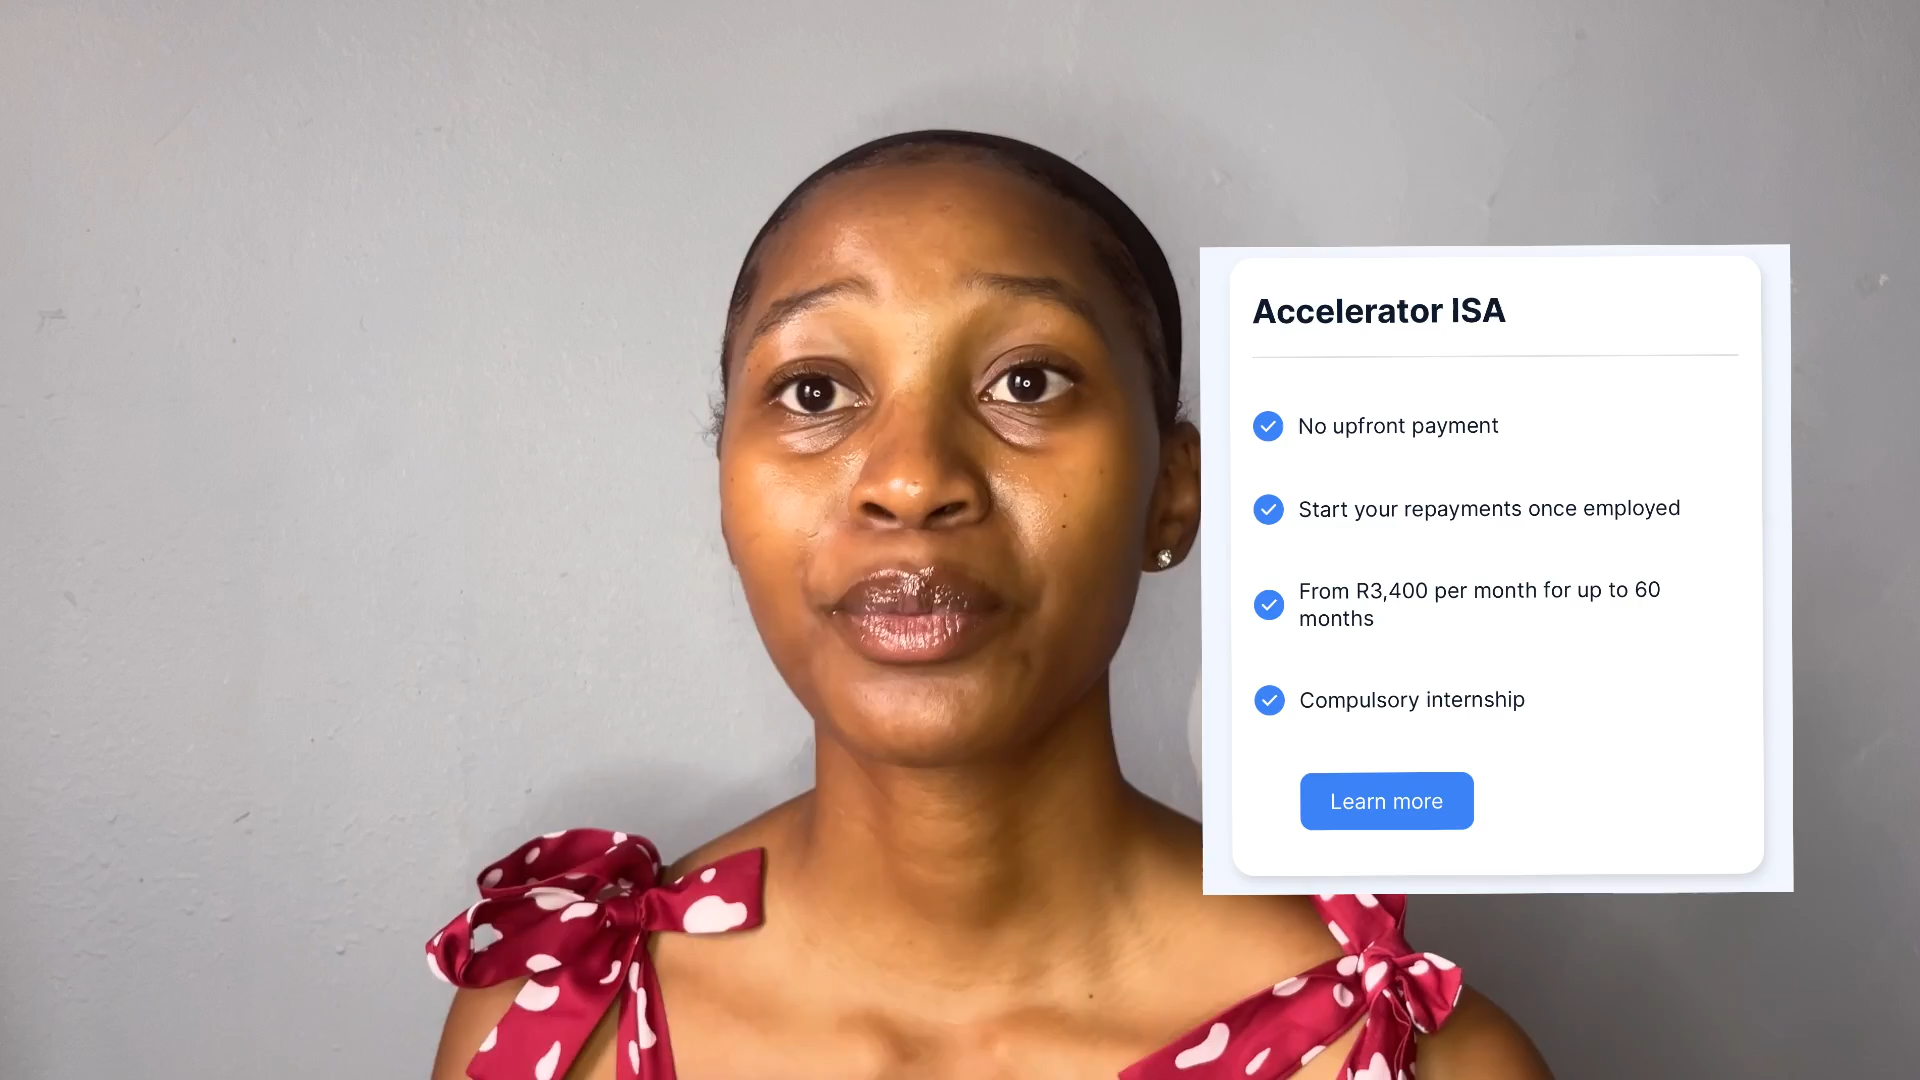 Accelerator ISA
No upfront payment
Start your repayments once employed
From R3,400 per month for up to 60
months
Compulsory internship
Learn more